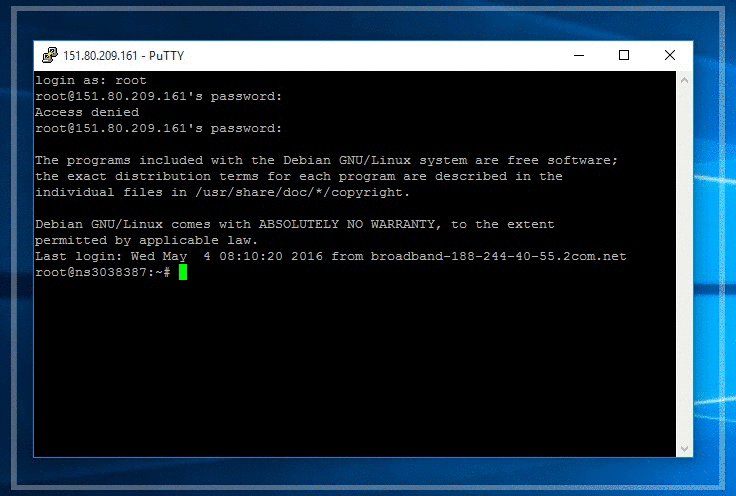 151.80.209.161 - PuTTY
login as: root
root@151.80.209.161's password:
Access denied
root@151.80.209.161's password:
The programs included with the Debian GNU/Linux system are free software;
the exact distribution terms for each program are described in the
individual files in /usr/share/doc/*/copyright.
Debian GNU/Linux comes with ABSOLUTELY NO WARRANTY, to the extent
permitted by applicable law.
Last login: Wed May  4 08:10:20 2016 from broadband-188-244-40-55.2com.net
root@ns3038387:~#